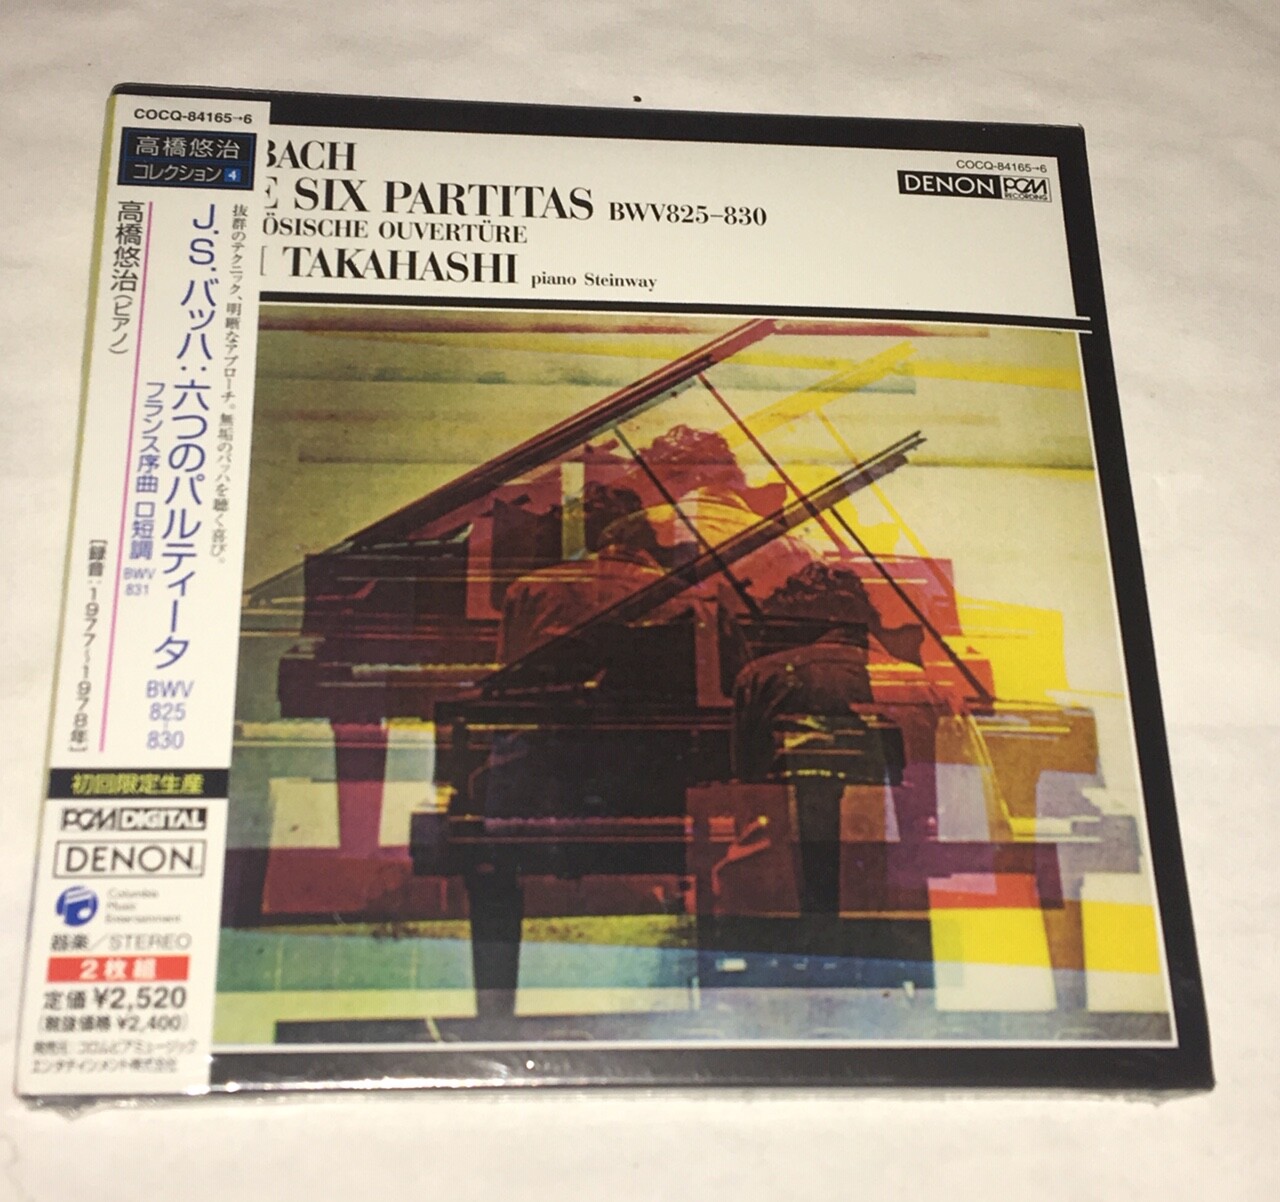 COCQ-84165→6
高橋悠治
コレクション 4
抜群のテクニック、明晰なアプローチ。無垢のバッハを聴く喜び。
J.S.バッハ:六つのパルティータ BWV 825-830
フランス序曲 ロ短調 BWV 831
高橋悠治(ピアノ)
[録音:1977~1978年]
初回限定生産
PCM DIGITAL
DENON
Columbia
Music
Entertainment
器楽/STEREO
2枚組
定価 ¥2,520
(税抜価格 ¥2,400)
発売元:コロムビアミュージック
エンタテインメント株式会社
BACH
E SIX PARTITAS BWV825–830
ÖSISCHE OUVERTÜRE
I TAKAHASHI piano Steinway
COCQ-84165→6
DENON PCM RECORDING